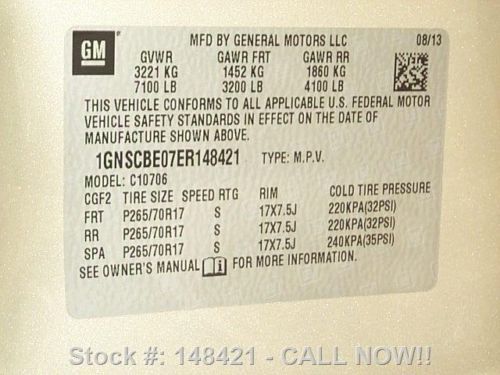 GM
MFD BY GENERAL MOTORS LLC 08/13
GVWR GAWR FRT GAWR RR
3221 KG 1452 KG 1860 KG
7100 LB 3200 LB 4100 LB
THIS VEHICLE CONFORMS TO ALL APPLICABLE U.S. FEDERAL MOTOR
VEHICLE SAFETY STANDARDS IN EFFECT ON THE DATE OF
MANUFACTURE SHOWN ABOVE.
1GNSCBE07ER148421 TYPE: M.P.V.
MODEL: C10706
CGF2 TIRE SIZE SPEED RTG RIM COLD TIRE PRESSURE
FRT P265/70R17 S 17X7.5J 220KPA(32PSI)
RR P265/70R17 S 17X7.5J 220KPA(32PSI)
SPA P265/70R17 S 17X7.5J 240KPA(35PSI)
SEE OWNER'S MANUAL FOR MORE INFORMATION.
Stock #: 148421 - CALL NOW!!